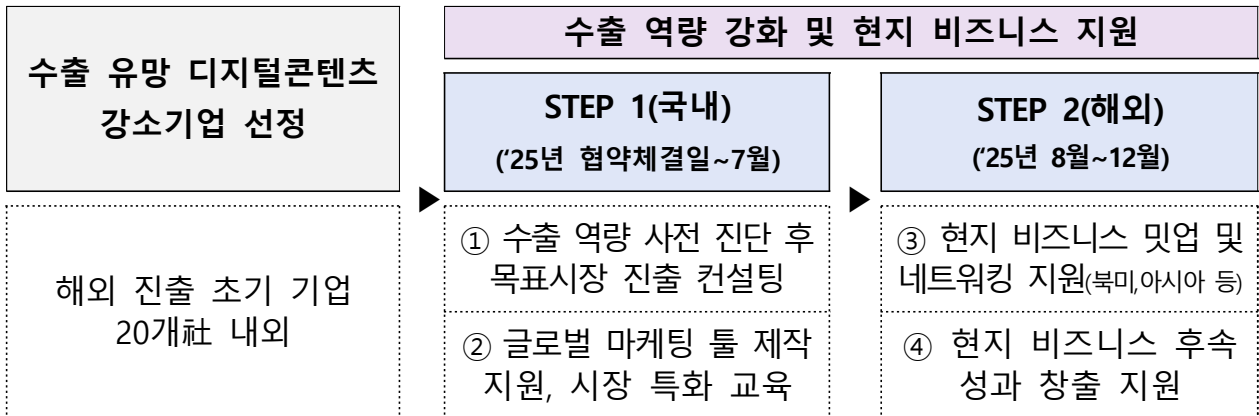 수출 유망 디지털콘텐츠
강소기업 선정
해외 진출 초기 기업
20개社 내외
▶
수출 역량 강화 및 현지 비즈니스 지원
STEP 1(국내)
(‘25년 협약체결일~7월)
① 수출 역량 사전 진단 후
목표시장 진출 컨설팅
② 글로벌 마케팅 툴 제작
지원, 시장 특화 교육
▶
STEP 2(해외)
(‘25년 8월~12월)
③ 현지 비즈니스 밋업 및
네트워킹 지원(북미,아시아 등)
④ 현지 비즈니스 후속
성과 창출 지원